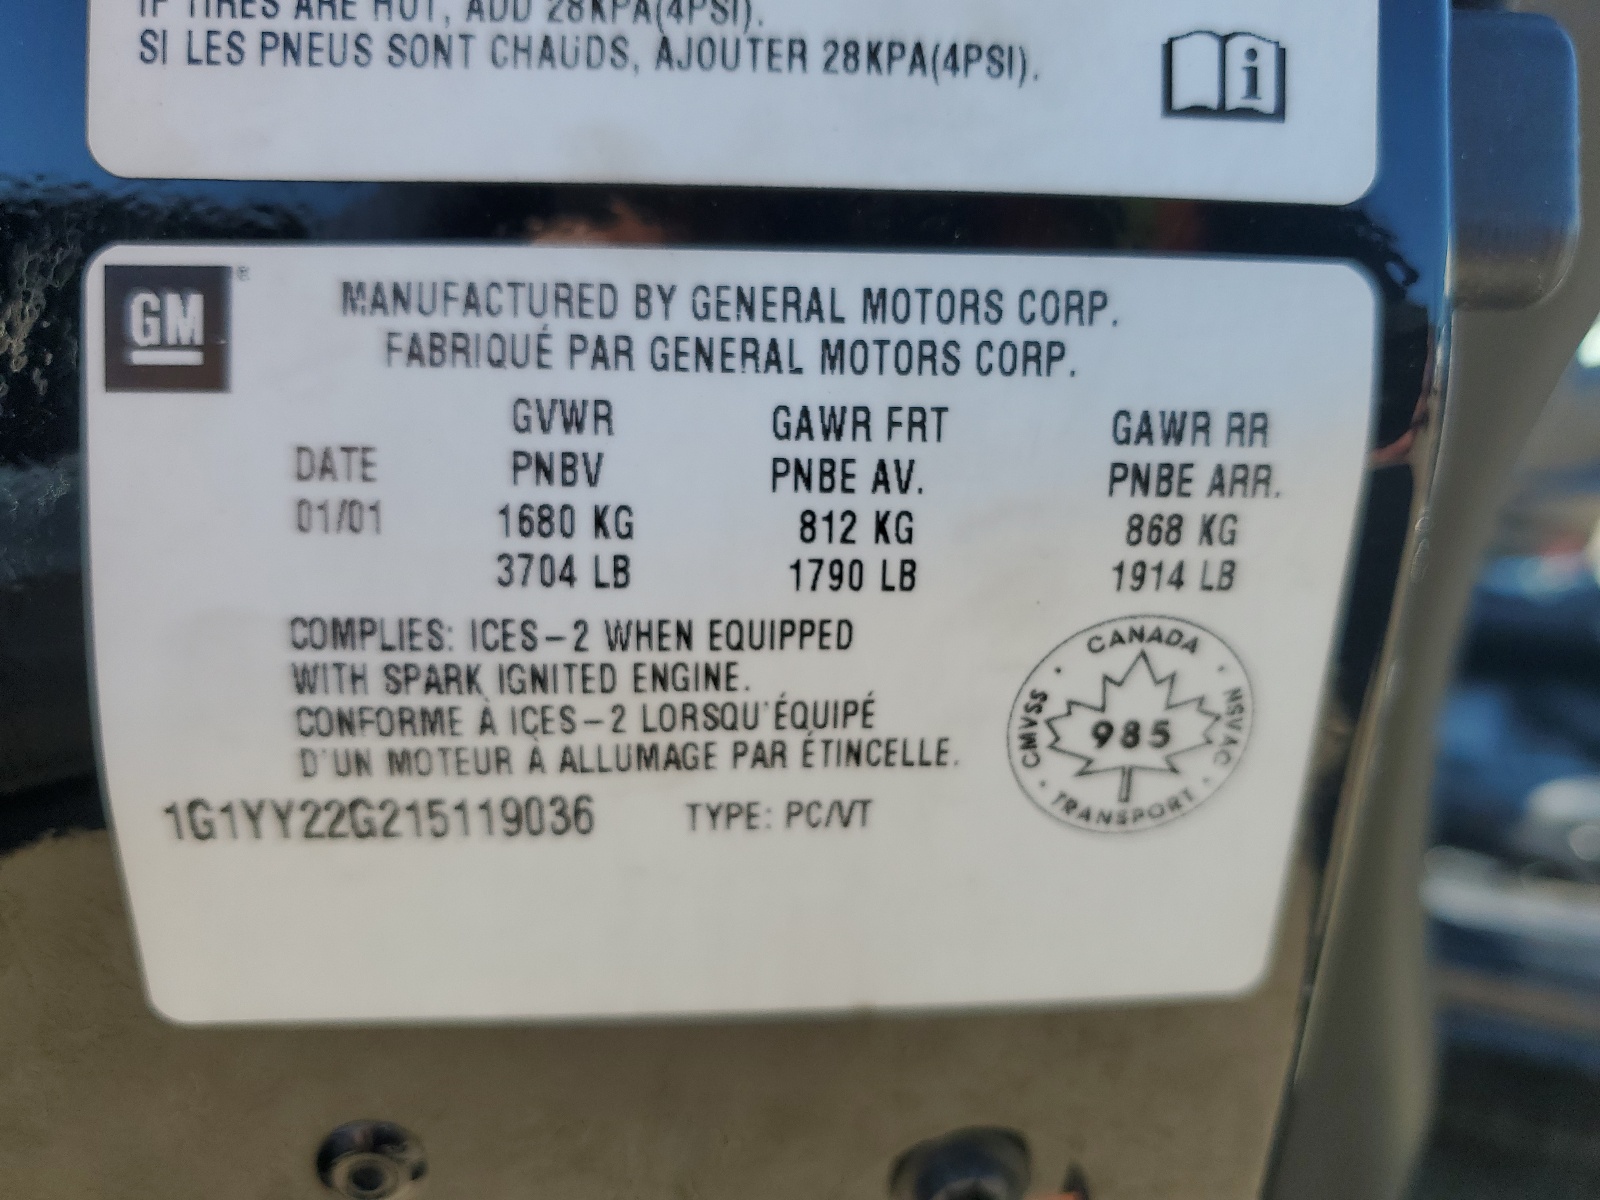 IF TIRES ARE HOT, ADD 28KPA(4PSI).
SI LES PNEUS SONT CHAUDS, AJOUTER 28KPA(4PSI).
i
GM ®
MANUFACTURED BY GENERAL MOTORS CORP.
FABRIQUÉ PAR GENERAL MOTORS CORP.
GVWR GAWR FRT GAWR RR
DATE PNBV PNBE AV. PNBE ARR.
01/01 1680 KG 812 KG 868 KG
3704 LB 1790 LB 1914 LB
COMPLIES: ICES-2 WHEN EQUIPPED
WITH SPARK IGNITED ENGINE.
CONFORME À ICES-2 LORSQU'ÉQUIPÉ
D'UN MOTEUR À ALLUMAGE PAR ÉTINCELLE.
CANADA
CMVSS · 985 · NSVAC
TRANSPORT
1G1YY22G215119036 TYPE: PC/VT